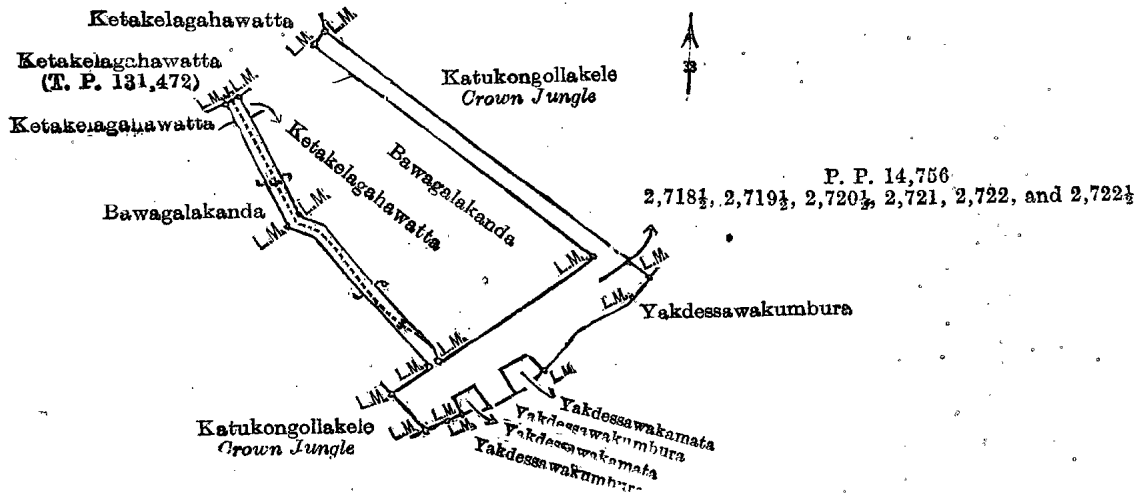 Ketakelagahawatta
L.M.
L.M.
Ketakelagahawatta
(T. P. 131,472)
Katukongollakele
Crown Jungle
L.M.
L.M.
Ketakelagahawatta
Ketakelagahawatta
Bawagalakanda
P. P. 14,756
2,718½, 2,719½, 2,720½, 2,721, 2,722, and 2,722½
Bawagalakanda
L.M.
L.M.
L.M.
L.M.
L.M.
Yakdessawakumbura
L.M.
L.M.
L.M.
L.M.
Katukongollakele
Crown Jungle
L.M.
L.M.
L.M.
Yakdessawakamata
Yakdessawakumbura
Yakdessawakamata
Yakdessawakumbura